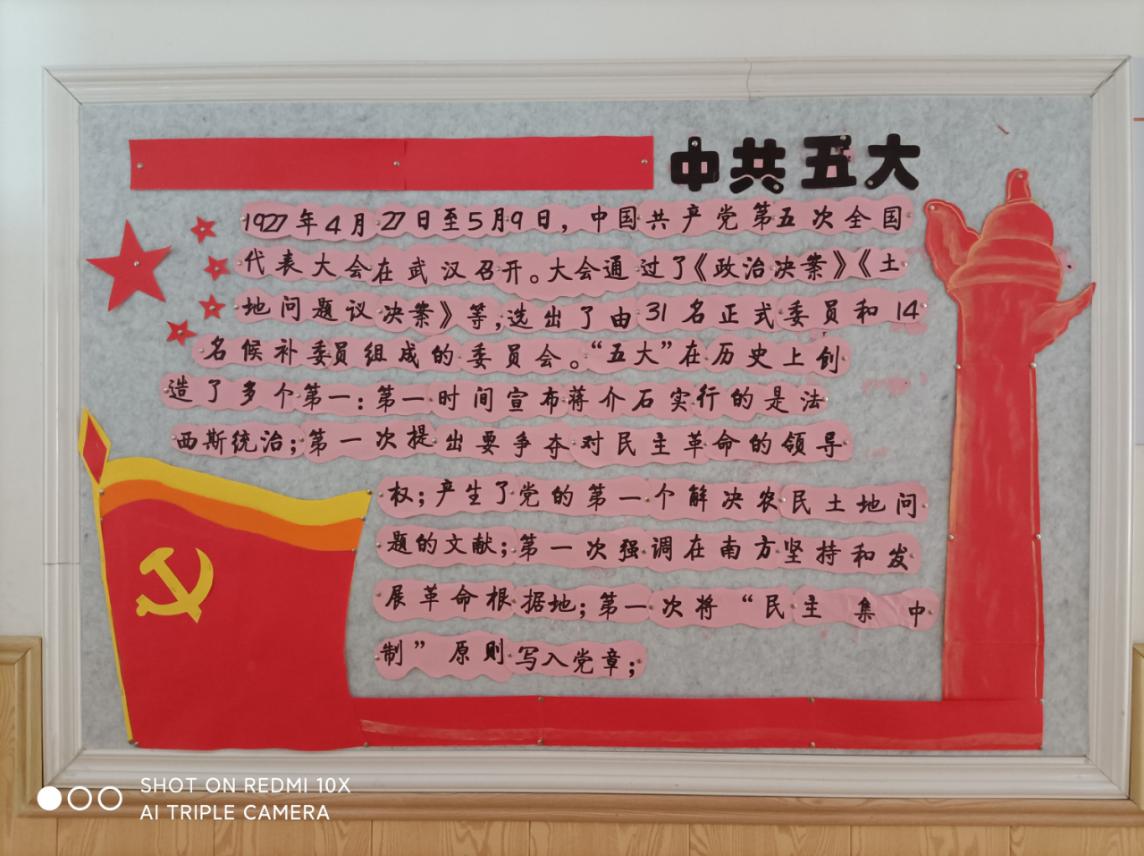 中共五大
1927年4月27日至5月9日，中国共产党第五次全国
代表大会在武汉召开。大会通过了《政治决案》《土
地问题议决案》等，选出了由31名正式委员和14
名候补委员组成的委员会。“五大”在历史上创
造了多个第一：第一时间宣布蒋介石实行的是法
西斯统治；第一次提出要争夺对民主革命的领导
权；产生了党的第一个解决农民土地问
题的文献；第一次强调在南方坚持和发
展革命根据地；第一次将“民主集中
制”原则写入党章；
SHOT ON REDMI 10X
AI TRIPLE CAMERA